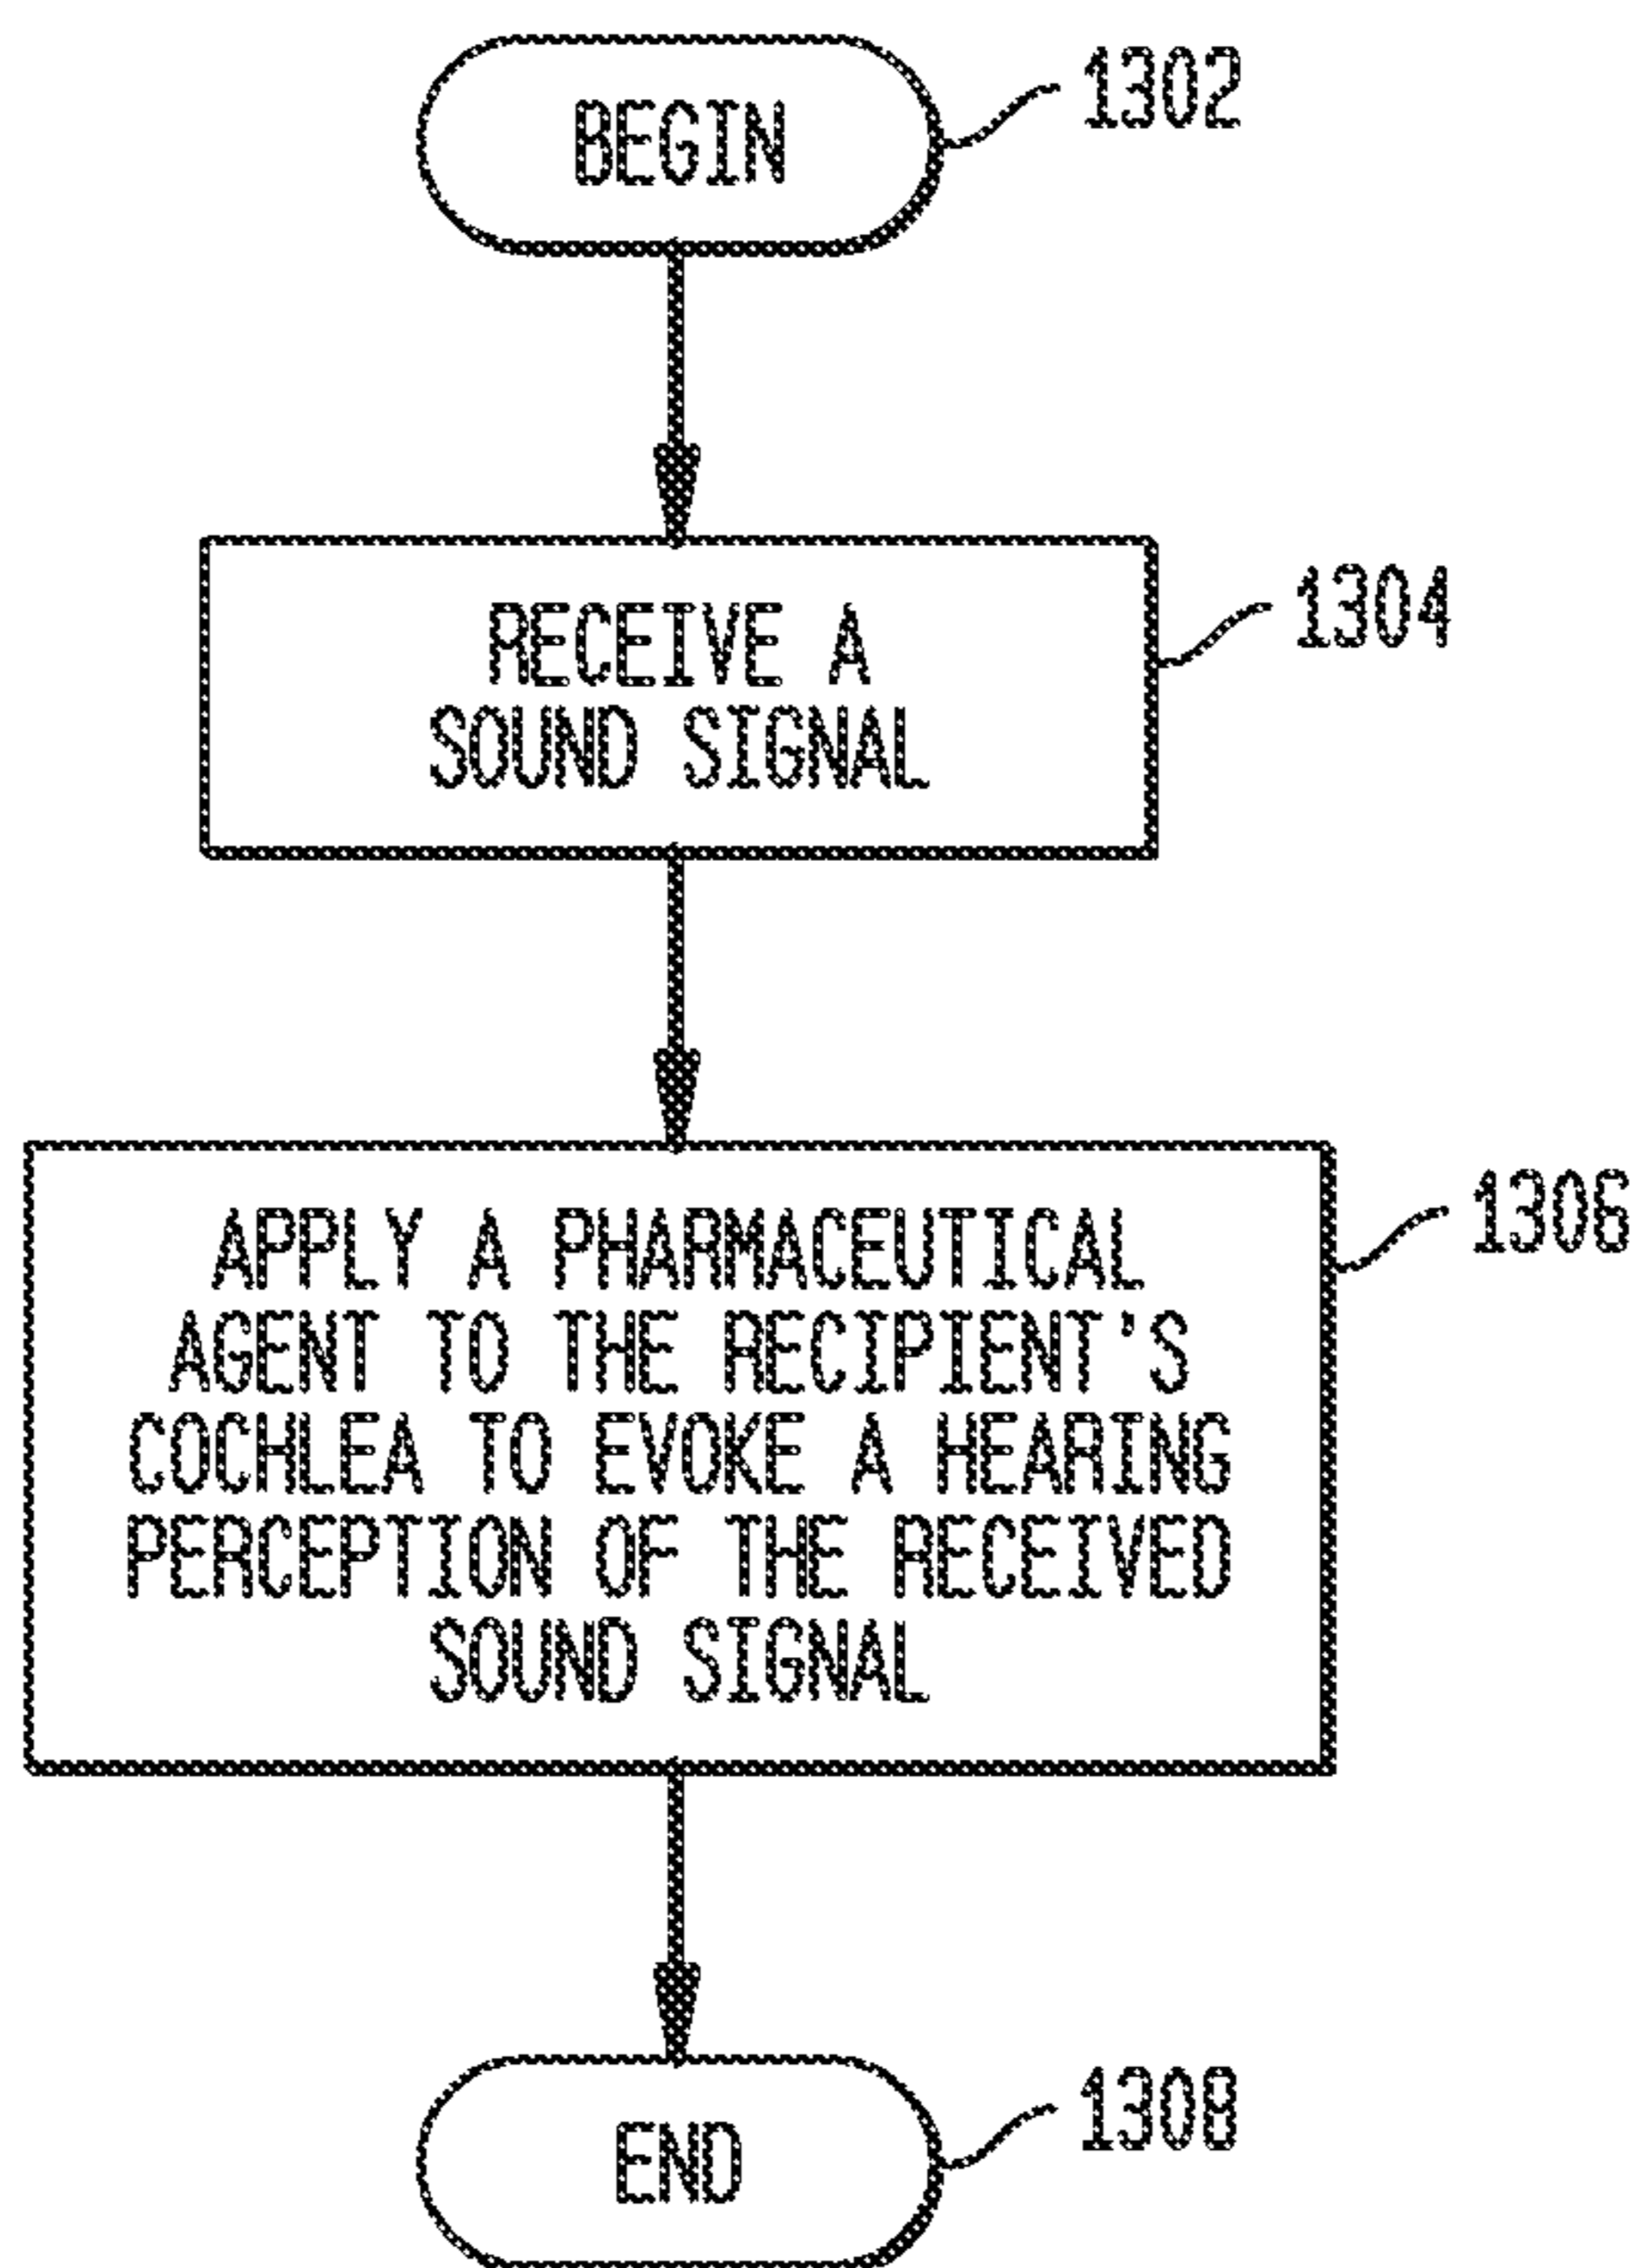 BEGIN
1302
RECEIVE A
SOUND SIGNAL
1304
APPLY A PHARMACEUTICAL
AGENT TO THE RECIPIENT'S
COCHLEA TO EVOKE A HEARING
PERCEPTION OF THE RECEIVED
SOUND SIGNAL
1306
END
1308